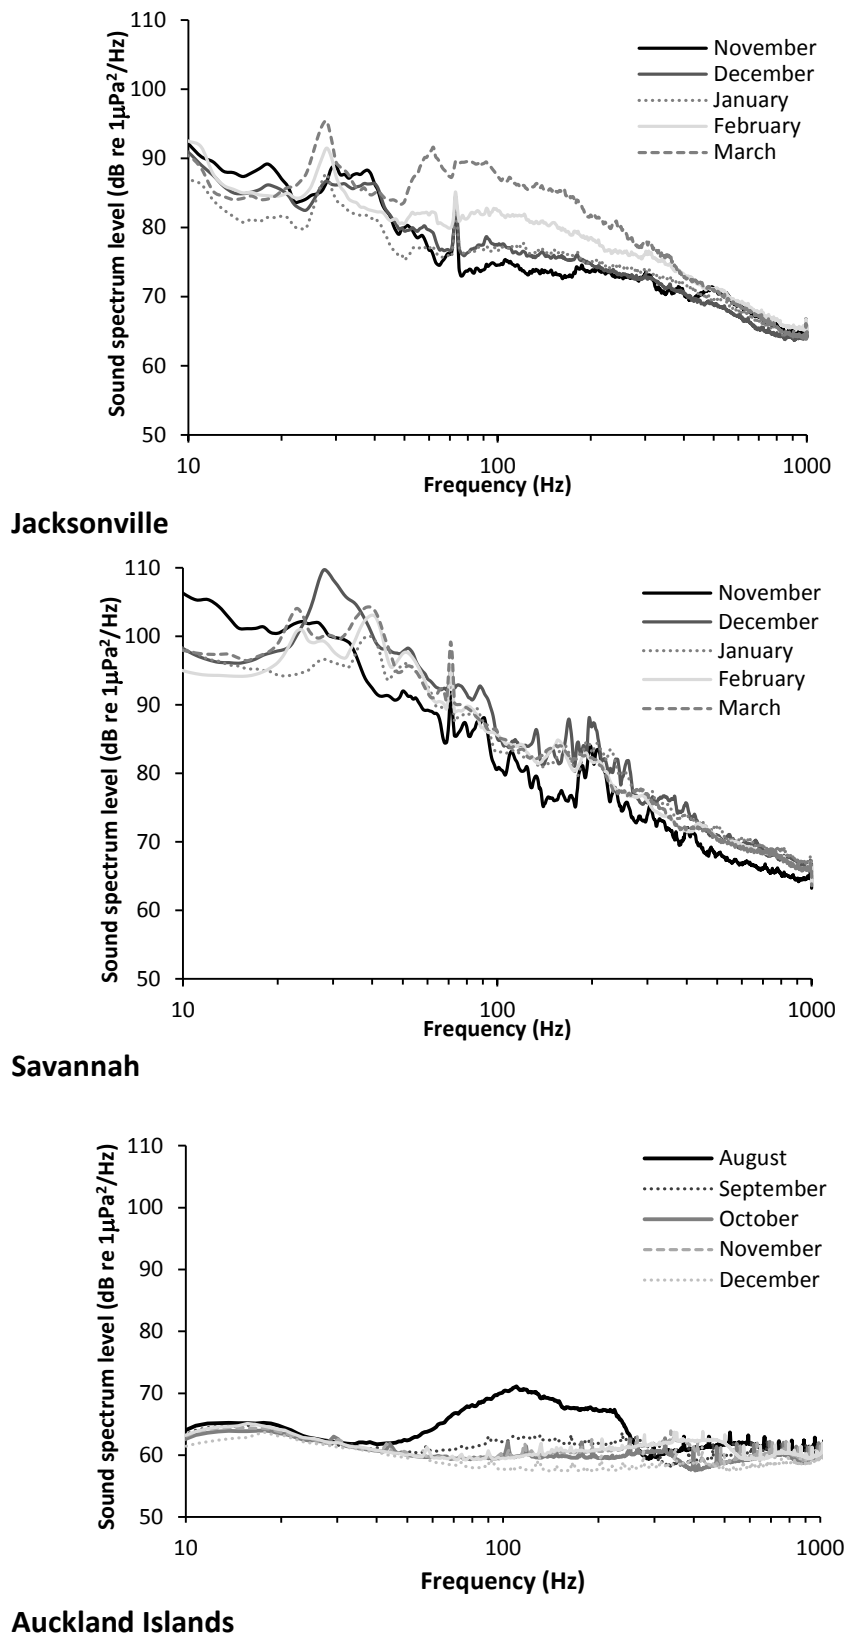 110
100
90
80
70
60
50
Sound spectrum level (dB re 1µPa²/Hz)
November
December
January
February
March
10
100
1000
Frequency (Hz)
Jacksonville
110
100
90
80
70
60
50
Sound spectrum level (dB re 1µPa²/Hz)
November
December
January
February
March
10
100
1000
Frequency (Hz)
Savannah
110
100
90
80
70
60
50
Sound spectrum level (dB re 1µPa²/Hz)
August
September
October
November
December
10
100
1000
Frequency (Hz)
Auckland Islands